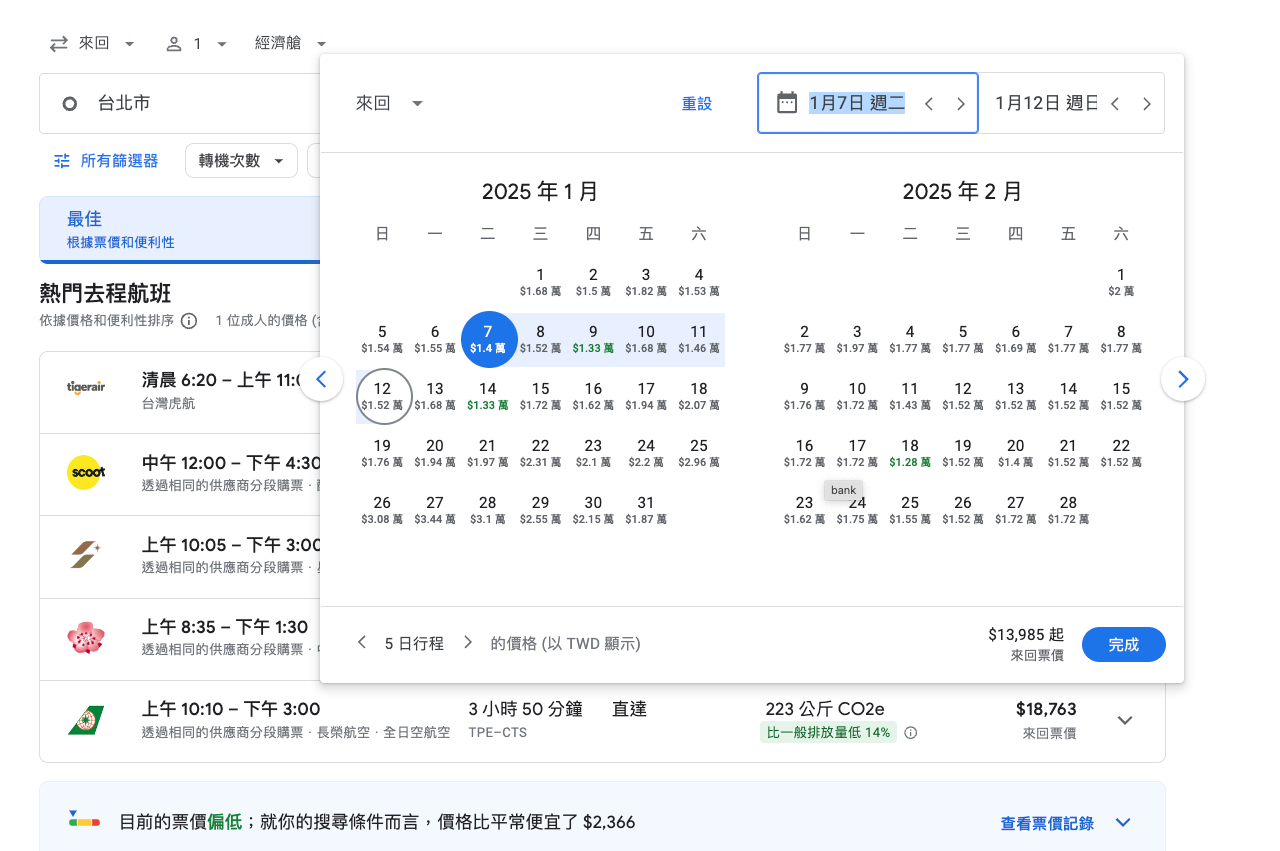 來回 1 經濟艙
台北市
所有篩選器 轉機次數
最佳
根據票價和便利性
熱門去程航班
依據價格和便利性排序 1 位成人的價格
tigerair
清晨 6:20 – 上午 11:0
台灣虎航
scoot
中午 12:00 – 下午 4:30
透過相同的供應商分段購票 ·
上午 10:05 – 下午 3:00
透過相同的供應商分段購票 ·
上午 8:35 – 下午 1:30
透過相同的供應商分段購票 ·
上午 10:10 – 下午 3:00 3 小時 50 分鐘 直達 223 公斤 CO2e $18,763
透過相同的供應商分段購票 · 長榮航空 · 全日空航空 TPE–CTS 比一般排放量低 14% 來回票價
目前的票價偏低；就你的搜尋條件而言，價格比平常便宜了 $2,366 查看票價記錄
來回 重設 1月7日 週二 1月12日 週日
2025 年 1 月
日 一 二 三 四 五 六
1 2 3 4
$1.68 萬 $1.5 萬 $1.82 萬 $1.53 萬
5 6 7 8 9 10 11
$1.54 萬 $1.55 萬 $1.4 萬 $1.52 萬 $1.33 萬 $1.68 萬 $1.46 萬
12 13 14 15 16 17 18
$1.52 萬 $1.68 萬 $1.33 萬 $1.72 萬 $1.62 萬 $1.94 萬 $2.07 萬
19 20 21 22 23 24 25
$1.76 萬 $1.94 萬 $1.97 萬 $2.31 萬 $2.1 萬 $2.2 萬 $2.96 萬
26 27 28 29 30 31
$3.08 萬 $3.44 萬 $3.1 萬 $2.55 萬 $2.15 萬 $1.87 萬
2025 年 2 月
日 一 二 三 四 五 六
1
$2 萬
2 3 4 5 6 7 8
$1.77 萬 $1.97 萬 $1.77 萬 $1.77 萬 $1.69 萬 $1.77 萬 $1.77 萬
9 10 11 12 13 14 15
$1.76 萬 $1.72 萬 $1.43 萬 $1.52 萬 $1.52 萬 $1.52 萬 $1.52 萬
16 17 18 19 20 21 22
$1.72 萬 $1.72 萬 $1.28 萬 $1.52 萬 $1.4 萬 $1.52 萬 $1.52 萬
bank
23 24 25 26 27 28
$1.62 萬 $1.75 萬 $1.55 萬 $1.52 萬 $1.72 萬 $1.72 萬
5 日行程 的價格 (以 TWD 顯示) $13,985 起 完成
來回票價